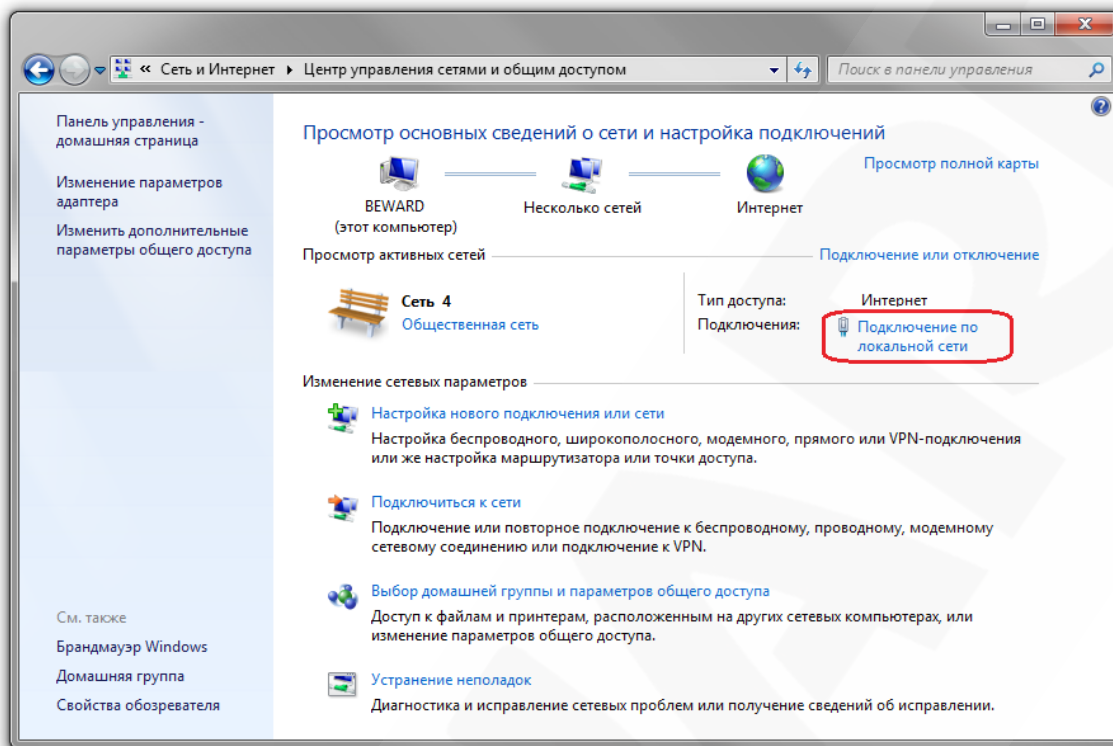 « Сеть и Интернет ▸ Центр управления сетями и общим доступом
Поиск в панели управления
Панель управления -
домашняя страница
Изменение параметров
адаптера
Изменить дополнительные
параметры общего доступа
См. также
Брандмауэр Windows
Домашняя группа
Свойства обозревателя
Просмотр основных сведений о сети и настройка подключений
Просмотр полной карты
BEWARD
(этот компьютер)
Несколько сетей
Интернет
Просмотр активных сетей
Подключение или отключение
Сеть 4
Общественная сеть
Тип доступа: Интернет
Подключения: Подключение по
локальной сети
Изменение сетевых параметров
Настройка нового подключения или сети
Настройка беспроводного, широкополосного, модемного, прямого или VPN-подключения
или же настройка маршрутизатора или точки доступа.
Подключиться к сети
Подключение или повторное подключение к беспроводному, проводному, модемному
сетевому соединению или подключение к VPN.
Выбор домашней группы и параметров общего доступа
Доступ к файлам и принтерам, расположенным на других сетевых компьютерах, или
изменение параметров общего доступа.
Устранение неполадок
Диагностика и исправление сетевых проблем или получение сведений об исправлении.